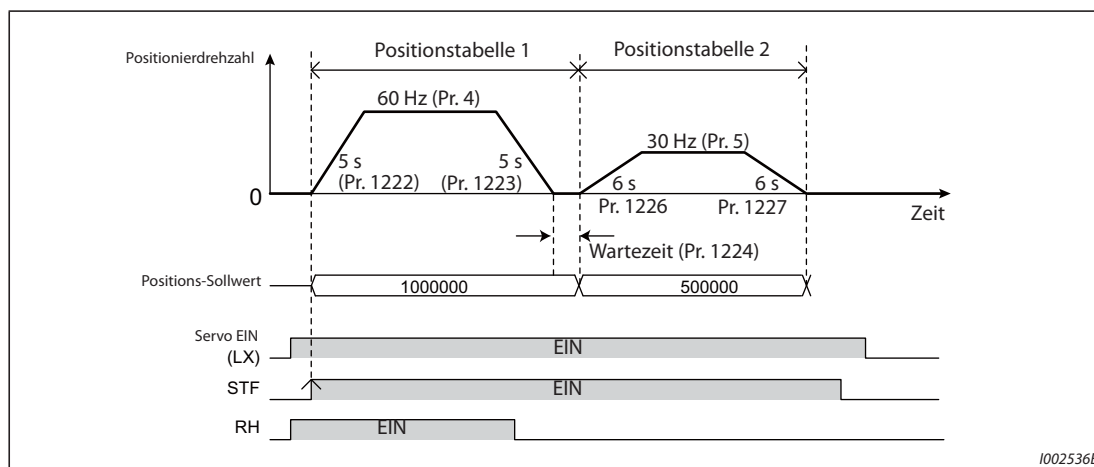 Positionstabelle 1 Positionstabelle 2
Positionierdrehzahl
60 Hz (Pr. 4)
30 Hz (Pr. 5)
5 s 5 s
(Pr. 1222) (Pr. 1223)
6 s 6 s
0
Pr. 1226 Pr. 1227
Zeit
Wartezeit (Pr. 1224)
Positions-Sollwert 1000000 500000
Servo EIN
(LX) EIN
STF EIN
RH EIN
I002536E